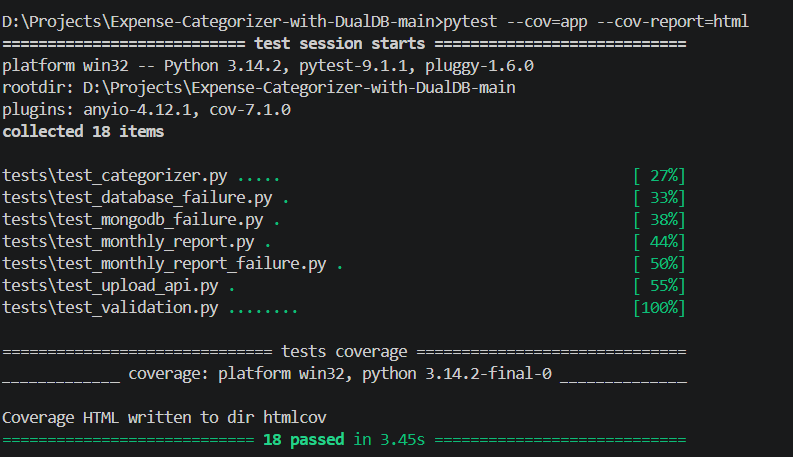 D:\Projects\Expense-Categorizer-with-DualDB-main>pytest --cov=app --cov-report=html
=========================== test session starts ============================
platform win32 -- Python 3.14.2, pytest-9.1.1, pluggy-1.6.0
rootdir: D:\Projects\Expense-Categorizer-with-DualDB-main
plugins: anyio-4.12.1, cov-7.1.0
collected 18 items
tests\test_categorizer.py ..... [ 27%]
tests\test_database_failure.py . [ 33%]
tests\test_mongodb_failure.py . [ 38%]
tests\test_monthly_report.py . [ 44%]
tests\test_monthly_report_failure.py . [ 50%]
tests\test_upload_api.py . [ 55%]
tests\test_validation.py ........ [100%]
============================== tests coverage ==============================
_____________ coverage: platform win32, python 3.14.2-final-0 ______________
Coverage HTML written to dir htmlcov
============================ 18 passed in 3.45s ============================